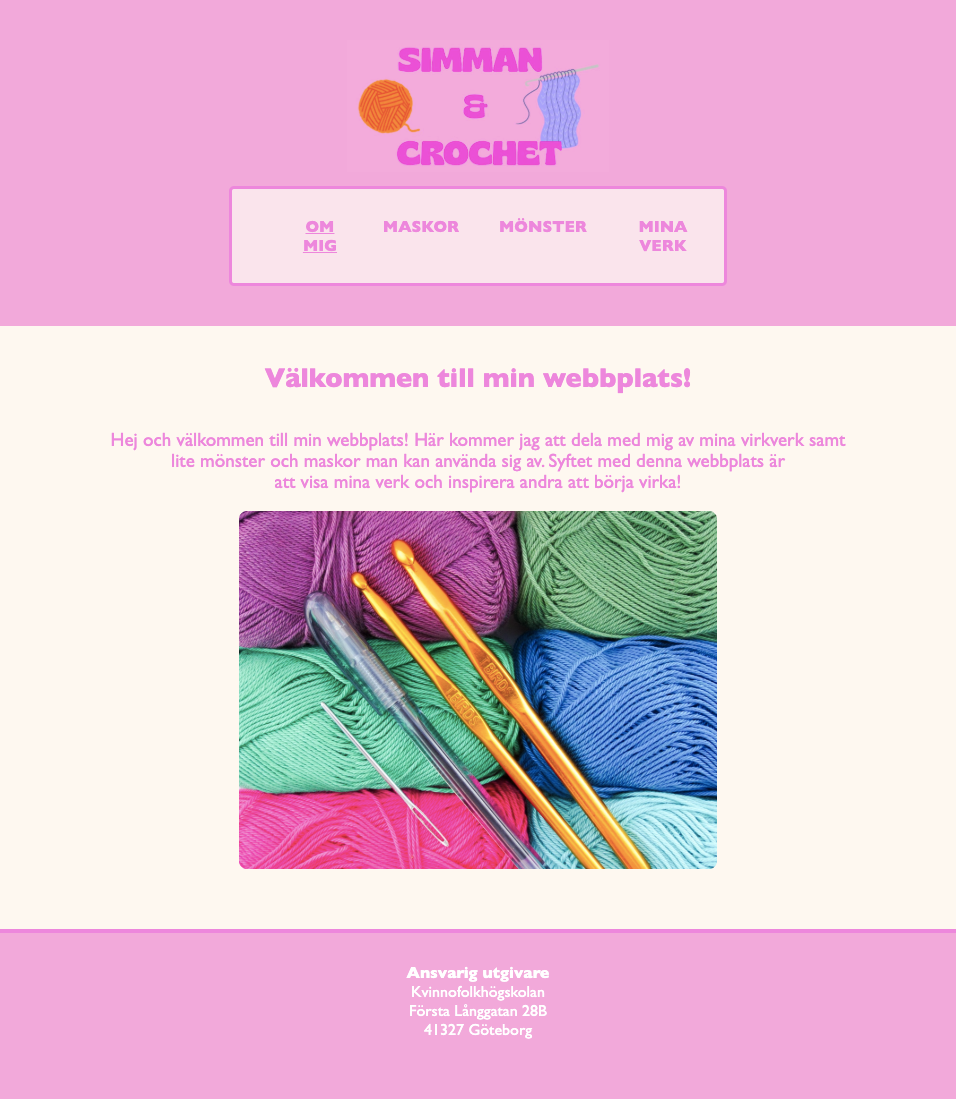 SIMMAN
&
CROCHET
OM
MIG
MASKOR
MÖNSTER
MINA
VERK
Välkommen till min webbplats!
Hej och välkommen till min webbplats! Här kommer jag att dela med mig av mina virkverk samt
lite mönster och maskor man kan använda sig av. Syftet med denna webbplats är
att visa mina verk och inspirera andra att börja virka!
Ansvarig utgivare
Kvinnofolkhögskolan
Första Långgatan 28B
41327 Göteborg